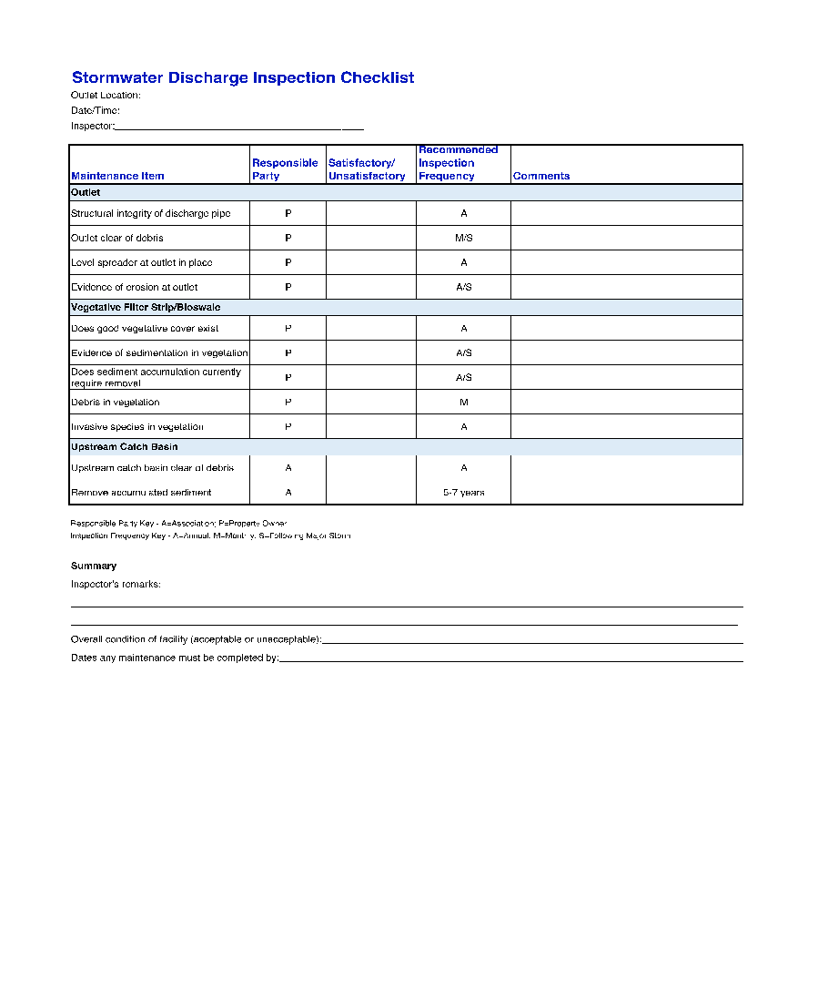 Stormwater Discharge Inspection Checklist
Outlet Location:
Date/Time:
Inspector:
Maintenance Item Responsible Party Satisfactory/ Unsatisfactory Recommended Inspection Frequency Comments
Outlet
Structural integrity of discharge pipe P A
Outlet clear of debris P M/S
Level spreader at outlet in place P A
Evidence of erosion at outlet P A/S
Vegetative Filter Strip/Bioswale
Does good vegetative cover exist P A
Evidence of sedimentation in vegetation P A/S
Does sediment accumulation currently require removal P A/S
Debris in vegetation P M
Invasive species in vegetation P A
Upstream Catch Basin
Upstream catch basin clear of debris A A
Remove accumulated sediment A 5-7 years
Responsible Party Key - A=Association; P=Property Owner
Inspection Frequency Key - A=Annual; M=Monthly; S=Following Major Storm
Summary
Inspector's remarks:
Overall condition of facility (acceptable or unacceptable):
Dates any maintenance must be completed by: